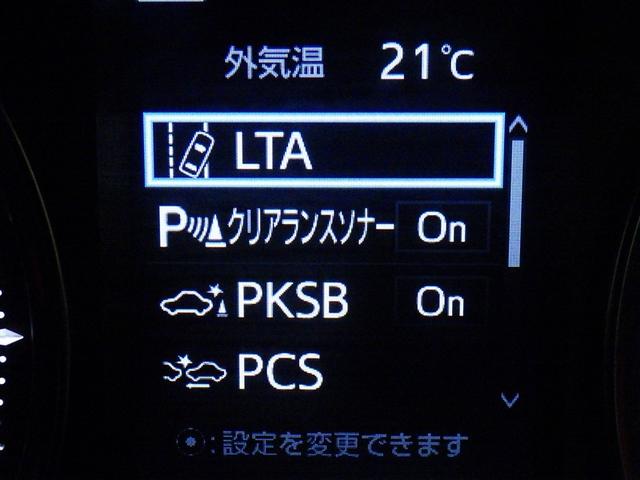 外気温 21℃
LTA
クリアランスソナー On
PKSB On
PCS
:設定を変更できます